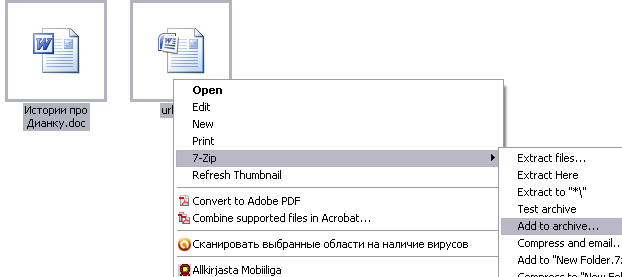 Истории про
Дианку.doc
Open
Edit
New
Print
7-Zip
Refresh Thumbnail
Convert to Adobe PDF
Combine supported files in Acrobat...
Сканировать выбранные области на наличие вирусов
Allkirjasta Mobiiliga
Extract files...
Extract Here
Extract to "*\"
Test archive
Add to archive...
Compress and email...
Add to "New Folder.7z